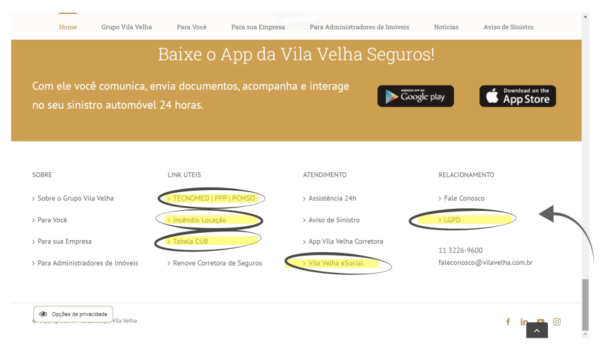 Home Grupo Vila Velha Para Você Para sua Empresa Para Administradores de Imóveis Notícias Aviso de Sinistro
Baixe o App da Vila Velha Seguros!
Com ele você comunica, envia documentos, acompanha e interage
no seu sinistro automóvel 24 horas.
ANDROID APP ON
Google play
Download on the
App Store
SOBRE
> Sobre o Grupo Vila Velha
> Para Você
> Para sua Empresa
> Para Administradores de Imóveis
LINK ÚTEIS
> TECNOMED | PPP | PCMSO
> Incêndio Locação
> Tabela CUB
> Renove Corretora de Seguros
ATENDIMENTO
> Assistência 24h
> Aviso de Sinistro
> App Vila Velha Corretora
> Vila Velha eSocial
RELACIONAMENTO
> Fale Conosco
> LGPD
11 3226-9600
faleconosco@vilavelha.com.br
Opções de privacidade
Vila Velha